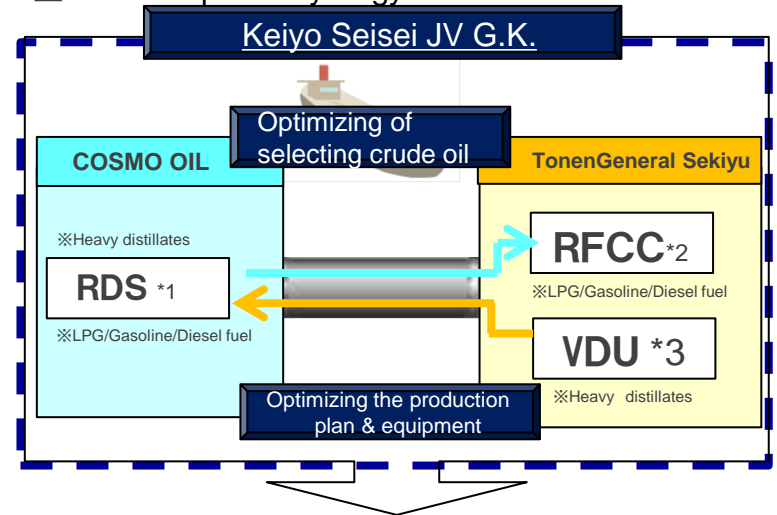 Keiyo Seisei JV G.K.
Optimizing of
selecting crude oil
COSMO OIL
TonenGeneral Sekiyu
※Heavy distillates
RDS *1
※LPG/Gasoline/Diesel fuel
RFCC*2
※LPG/Gasoline/Diesel fuel
VDU *3
※Heavy distillates
Optimizing the production
plan & equipment